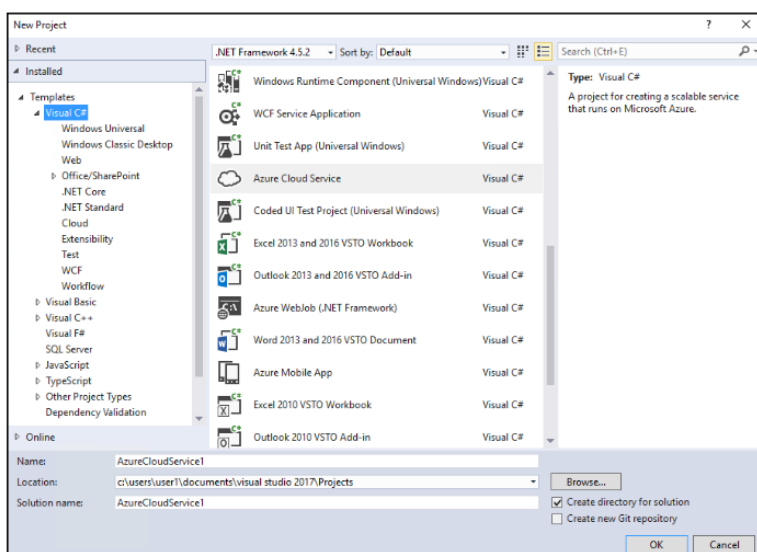 New Project ? ×
Recent
Installed
.NET Framework 4.5.2 Sort by: Default
Search (Ctrl+E)
Templates
Visual C#
Windows Universal
Windows Classic Desktop
Web
Office/SharePoint
.NET Core
.NET Standard
Cloud
Extensibility
Test
WCF
Workflow
Visual Basic
Visual C++
Visual F#
SQL Server
JavaScript
TypeScript
Other Project Types
Dependency Validation
Online
Windows Runtime Component (Universal Windows) Visual C#
WCF Service Application Visual C#
Unit Test App (Universal Windows) Visual C#
Azure Cloud Service Visual C#
Coded UI Test Project (Universal Windows) Visual C#
Excel 2013 and 2016 VSTO Workbook Visual C#
Outlook 2013 and 2016 VSTO Add-in Visual C#
Azure WebJob (.NET Framework) Visual C#
Word 2013 and 2016 VSTO Document Visual C#
Azure Mobile App Visual C#
Excel 2010 VSTO Workbook Visual C#
Outlook 2010 VSTO Add-in Visual C#
Type: Visual C#
A project for creating a scalable service
that runs on Microsoft Azure.
Name: AzureCloudService1
Location: c:\users\user1\documents\visual studio 2017\Projects
Browse...
Solution name: AzureCloudService1
Create directory for solution
Create new Git repository
OK Cancel